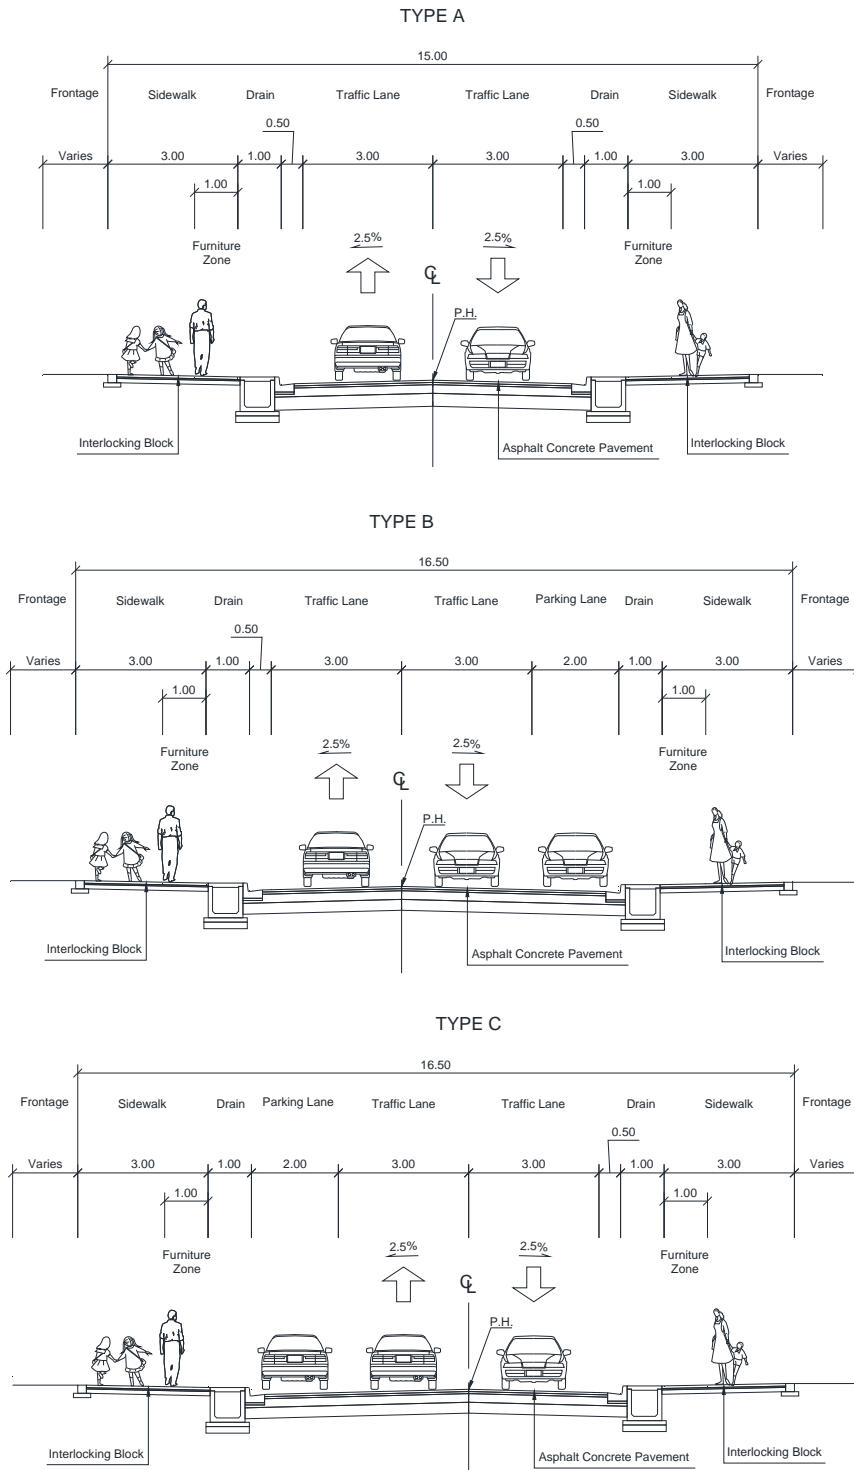 TYPE A
15.00
Frontage Sidewalk Drain Traffic Lane Traffic Lane Drain Sidewalk Frontage
0.50 0.50
Varies 3.00 1.00 3.00 3.00 1.00 3.00 Varies
1.00 1.00
Furniture Zone Furniture Zone
2.5% 2.5%
CL
P.H.
Interlocking Block Asphalt Concrete Pavement Interlocking Block
TYPE B
16.50
Frontage Sidewalk Drain Traffic Lane Traffic Lane Parking Lane Drain Sidewalk Frontage
0.50
Varies 3.00 1.00 3.00 3.00 2.00 1.00 3.00 Varies
1.00 1.00
Furniture Zone Furniture Zone
2.5% 2.5%
CL
P.H.
Interlocking Block Asphalt Concrete Pavement Interlocking Block
TYPE C
16.50
Frontage Sidewalk Drain Parking Lane Traffic Lane Traffic Lane Drain Sidewalk Frontage
0.50
Varies 3.00 1.00 2.00 3.00 3.00 1.00 3.00 Varies
1.00 1.00
Furniture Zone Furniture Zone
2.5% 2.5%
CL
P.H.
Interlocking Block Asphalt Concrete Pavement Interlocking Block